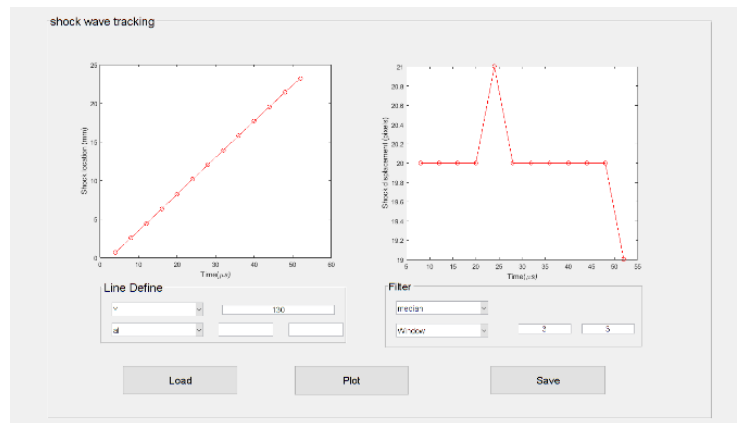 shock wave tracking
25
20
15
10
5
0
Shock location (mm)
0 10 20 30 40 50 60
Time(μs)
21
20.8
20.6
20.4
20.2
20
19.8
19.6
19.4
19.2
19
Shock displacement (pixels)
5 10 15 20 25 30 35 40 45 50 55
Time(μs)
Line Define
Y
130
al
Filter
median
Window
5
Load
Plot
Save